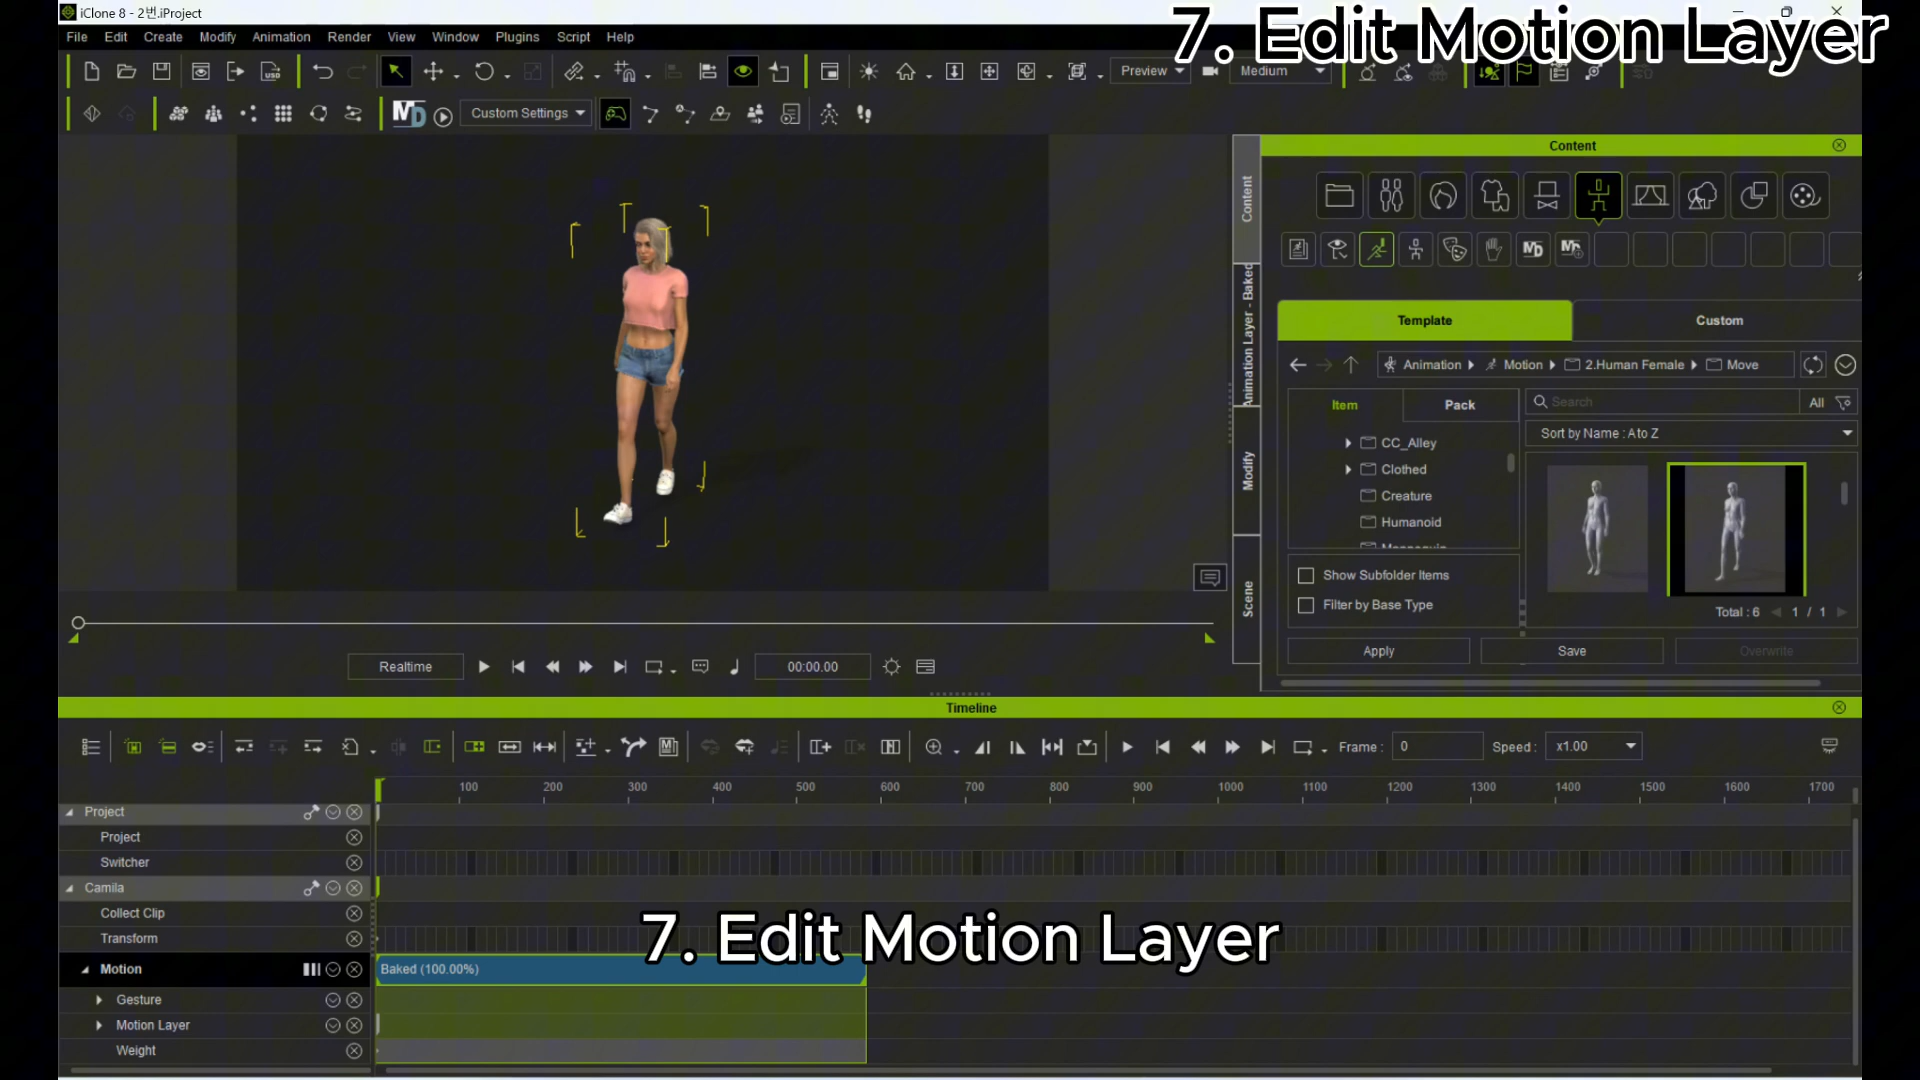 iClone 8 - 2번.iProject
7. Edit Motion Layer
File Edit Create Modify Animation Render View Window Plugins Script Help
USD
Preview
Medium
MD
Custom Settings
Content
MD
MD
Content
Animation Layer - Baked
Modify
Scene
Template
Custom
Animation
Motion
2.Human Female
Move
Item
Pack
Search
All
CC_Alley
Clothed
Creature
Humanoid
Mannequin
Sort by Name : A to Z
Show Subfolder Items
Filter by Base Type
Total : 6
1 / 1
Apply
Save
Overwrite
Realtime
00:00.00
Timeline
Frame : 0
Speed : x1.00
100 200 300 400 500 600 700 800 900 1000 1100 1200 1300 1400 1500 1600 1700
Project
Project
Switcher
Camila
Collect Clip
Transform
7. Edit Motion Layer
Motion
Baked (100.00%)
Gesture
Motion Layer
Weight